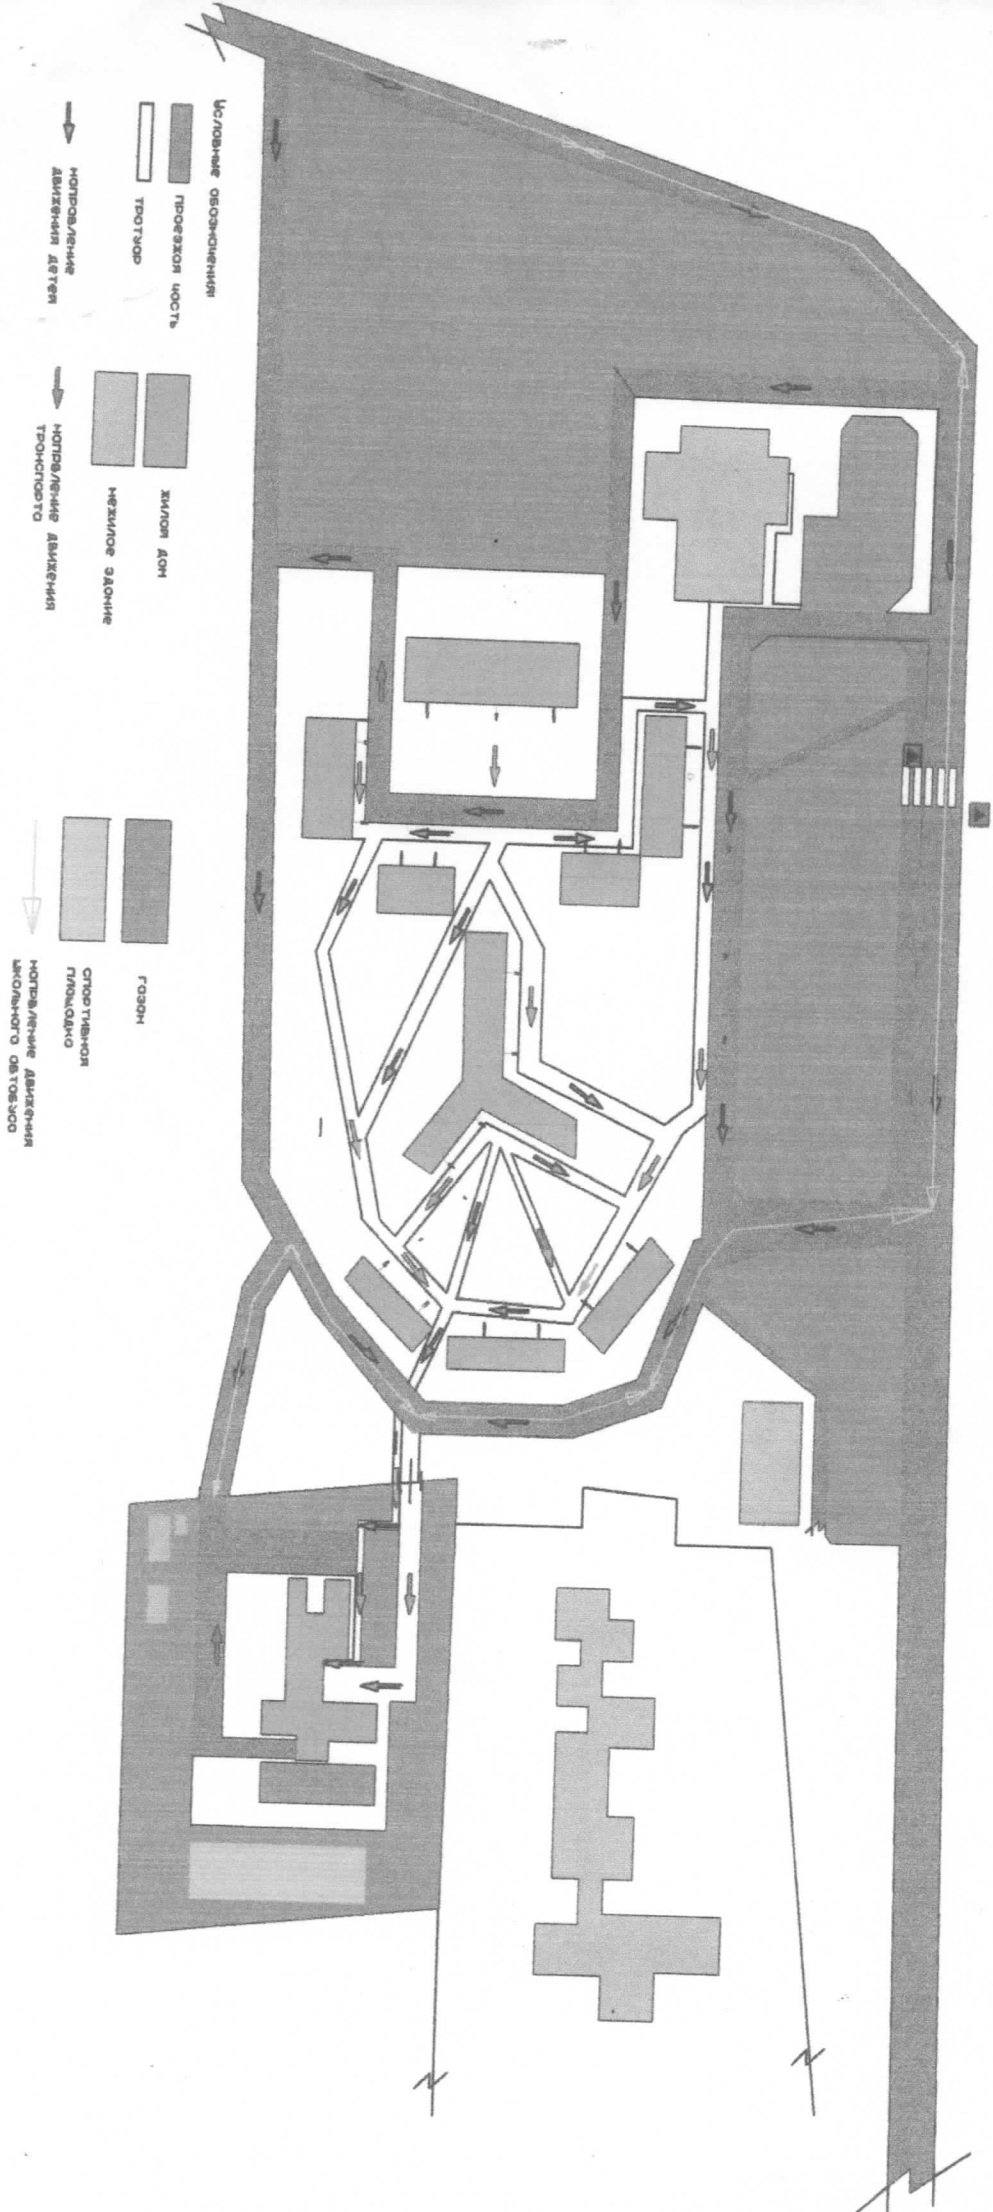 Условные обозначения:
проезжая часть
тротуар
направление
движения детей
жилой дом
нежилое здание
направление движения
транспорта
газон
спортивная
площадка
направление движения
школьного автобуса